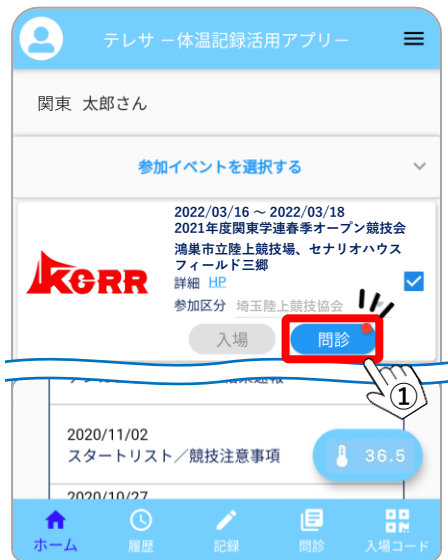 テレサ －体温記録活用アプリ－
関東 太郎さん
参加イベントを選択する
2022/03/16 ～ 2022/03/18
2021年度関東学連春季オープン競技会
鴻巣市立陸上競技場、セナリオハウス
フィールド三郷
詳細 HP
参加区分 埼玉陸上競技協会
KGRR
入場
問診
①
2020/11/02
スタートリスト／競技注意事項
36.5
2020/10/27
ホーム
履歴
記録
問診
入場コード